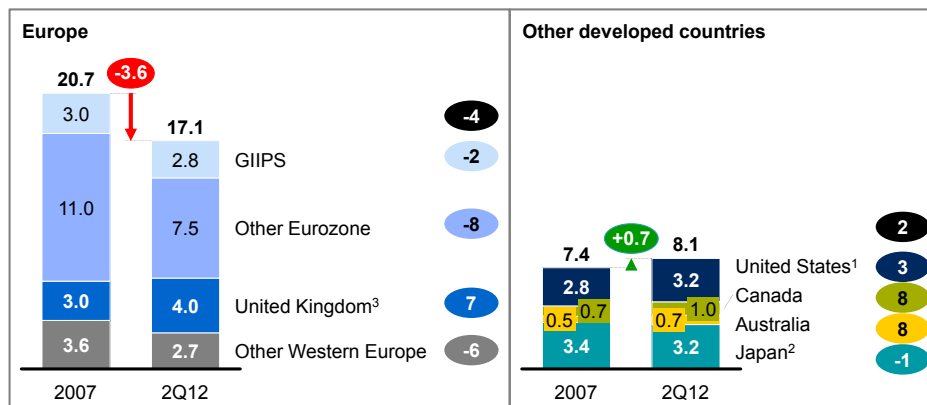 Europe
20.7
-3.6
17.1
-4
3.0
2.8
GIIPS
-2
11.0
7.5
Other Eurozone
-8
3.0
4.0
United Kingdom3
7
3.6
2.7
Other Western Europe
-6
2007
2Q12
Other developed countries
7.4
+0.7
8.1
2
2.8
3.2
United States1
3
0.7
1.0
Canada
8
0.5
0.7
Australia
8
3.4
3.2
Japan2
-1
2007
2Q12